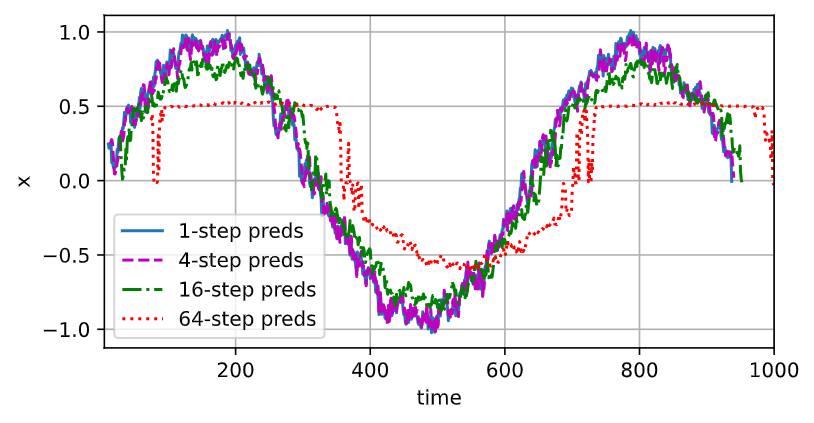 1.0
0.5
0.0
−0.5
−1.0
x
1-step preds
4-step preds
16-step preds
64-step preds
200 400 600 800 1000
time